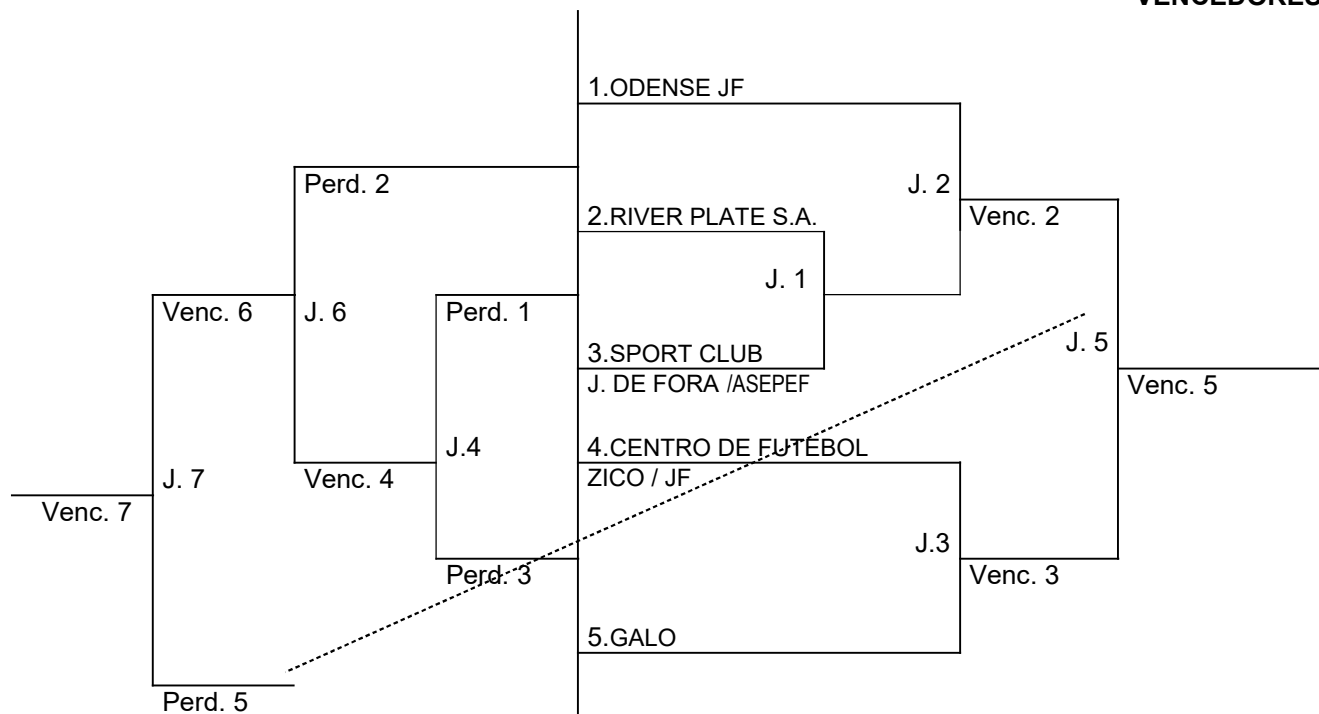 VENCEDORES
1.ODENSE JF
Perd. 2
J. 2
2.RIVER PLATE S.A.
Venc. 2
J. 1
Venc. 6
J. 6
Perd. 1
3.SPORT CLUB
J. DE FORA /ASEPEF
J. 5
Venc. 5
J.4
4.CENTRO DE FUTEBOL
ZICO / JF
J. 7
Venc. 4
Venc. 7
J.3
Perd. 3
Venc. 3
5.GALO
Perd. 5